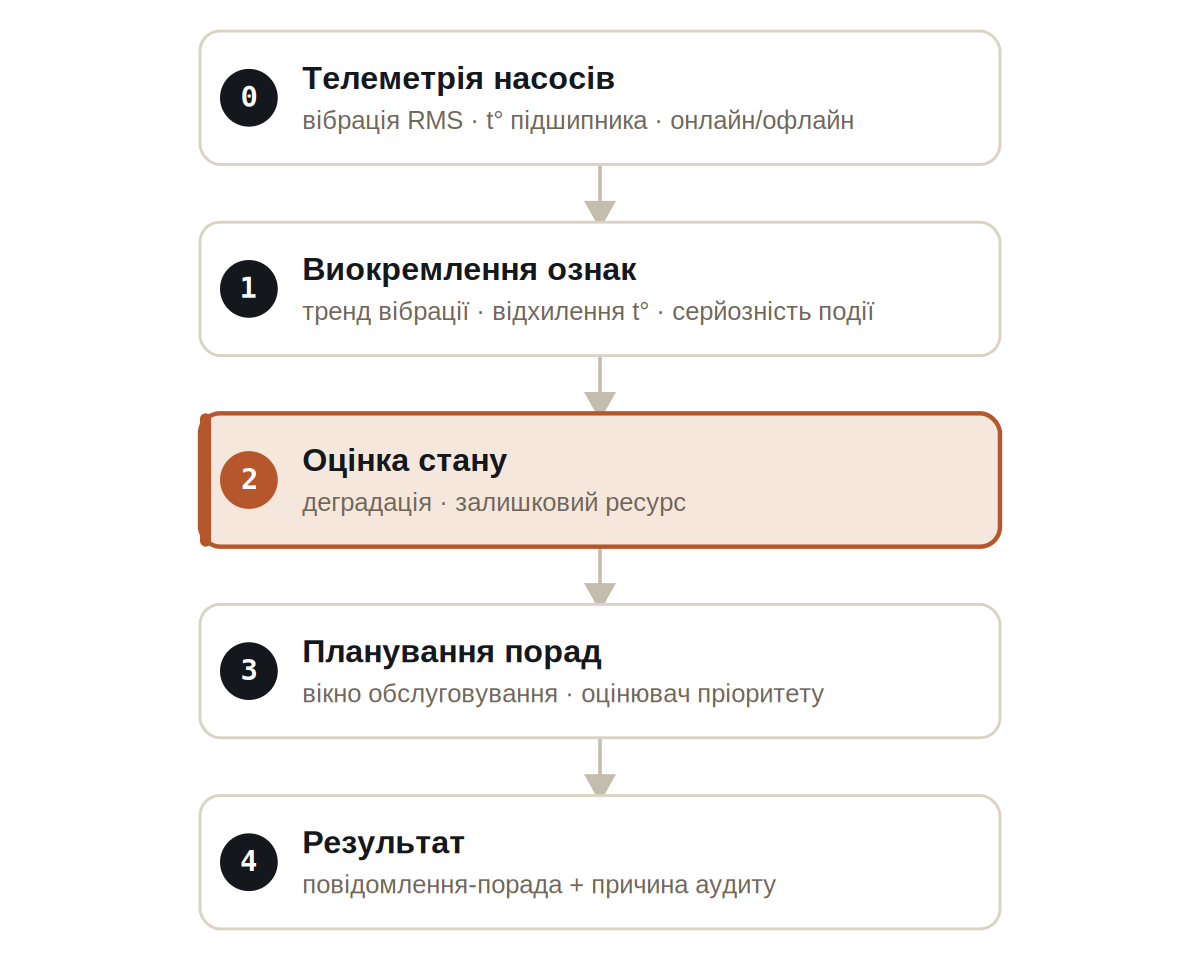 0
Телеметрія насосів
вібрація RMS · t° підшипника · онлайн/офлайн
1
Виокремлення ознак
тренд вібрації · відхилення t° · серйозність події
2
Оцінка стану
деградація · залишковий ресурс
3
Планування порад
вікно обслуговування · оцінювач пріоритету
4
Результат
повідомлення-порада + причина аудиту